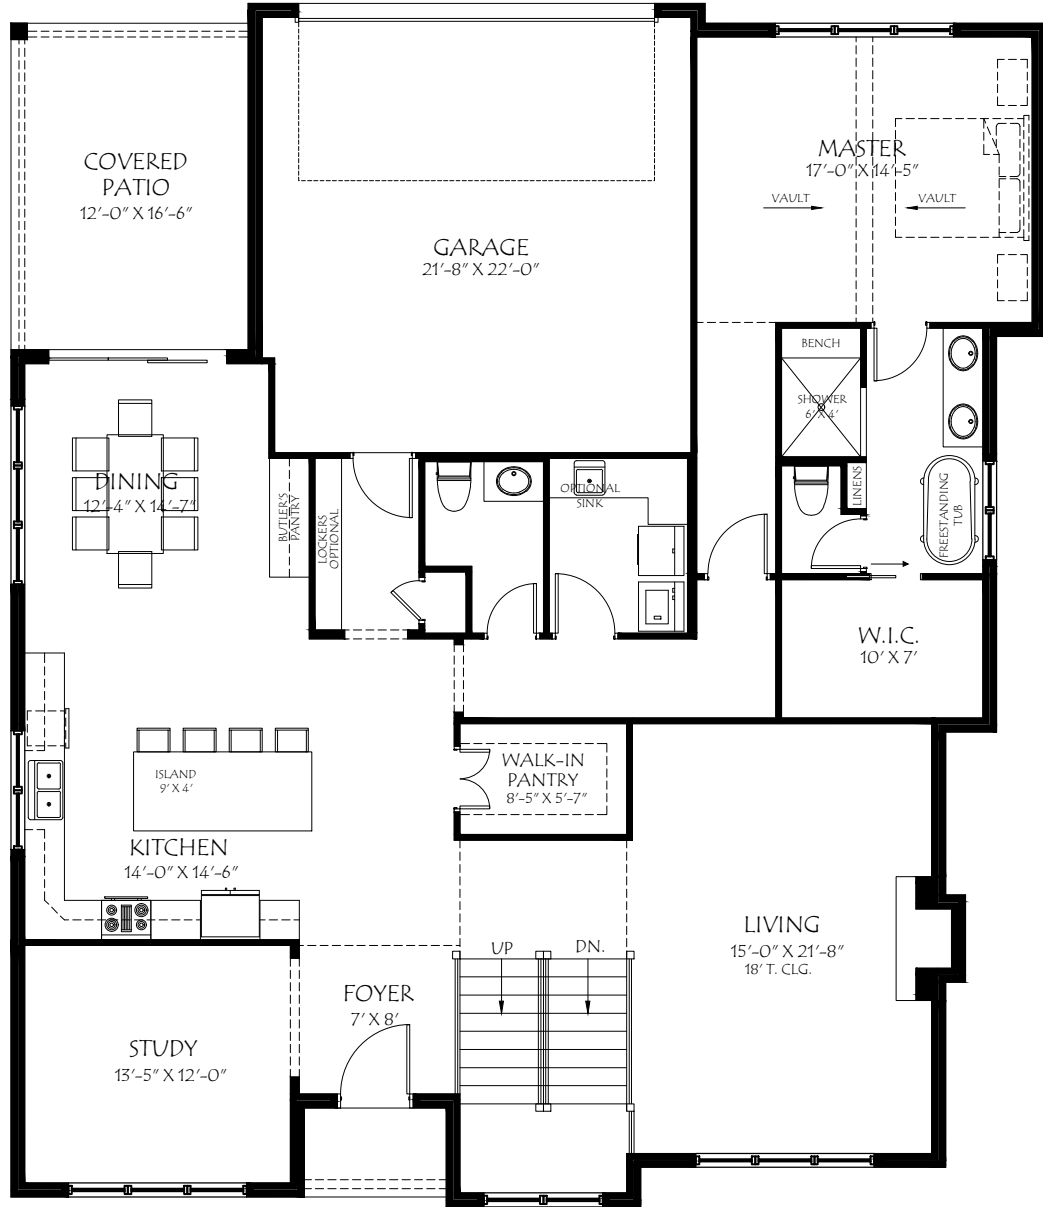 COVERED
PATIO
12'-0" X 16'-6"
GARAGE
21'-8" X 22'-0"
MASTER
17'-0" X 14'-5"
VAULT
VAULT
BENCH
SHOWER
6' X 4'
DINING
12'-4" X 14'-7"
BUTLER'S
PANTRY
LOCKERS
OPTIONAL
OPTIONAL
SINK
LINENS
FREESTANDING
TUB
W.I.C.
10' X 7'
ISLAND
9' X 4'
WALK-IN
PANTRY
8'-5" X 5'-7"
KITCHEN
14'-0" X 14'-6"
LIVING
15'-0" X 21'-8"
18' T. CLG.
UP
DN.
FOYER
7' X 8'
STUDY
13'-5" X 12'-0"